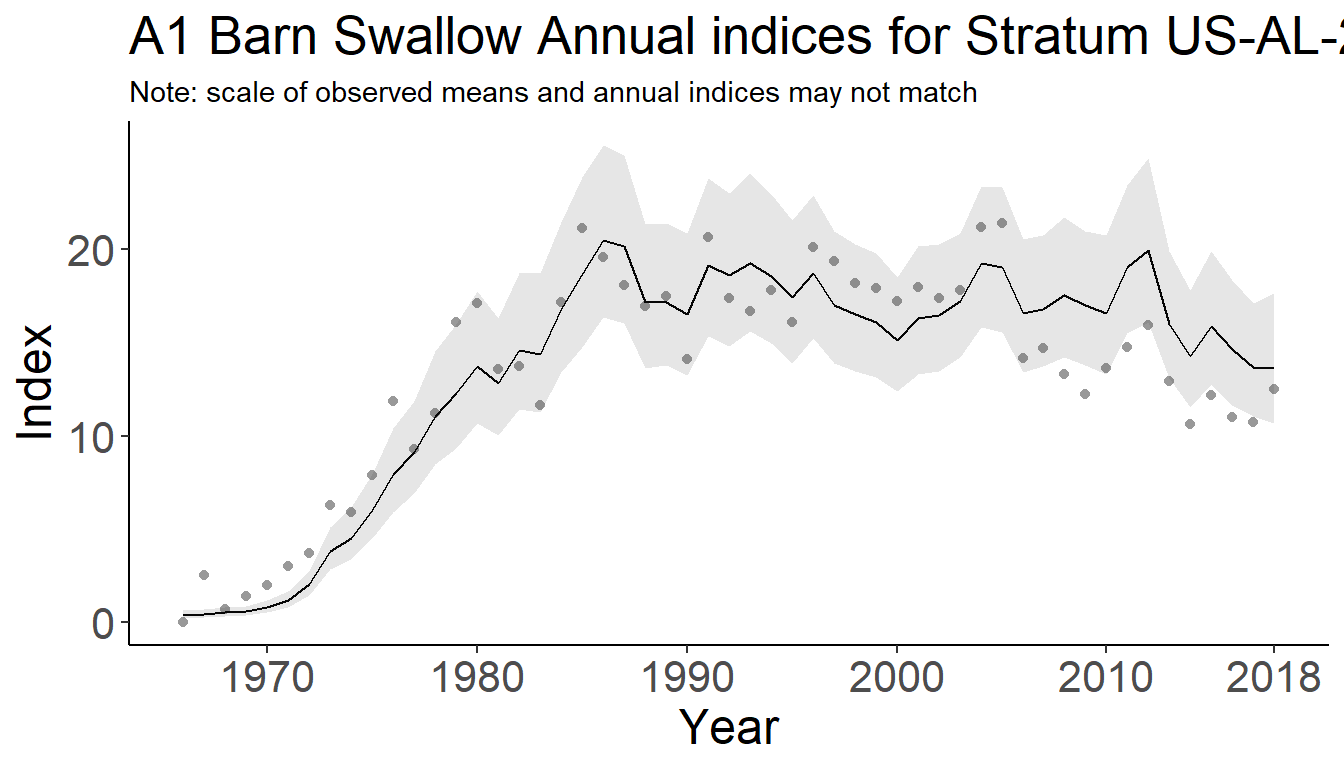 A1 Barn Swallow Annual indices for Stratum US-AL-2
Note: scale of observed means and annual indices may not match
Index
20
10
0
1970 1980 1990 2000 2010 2018
Year